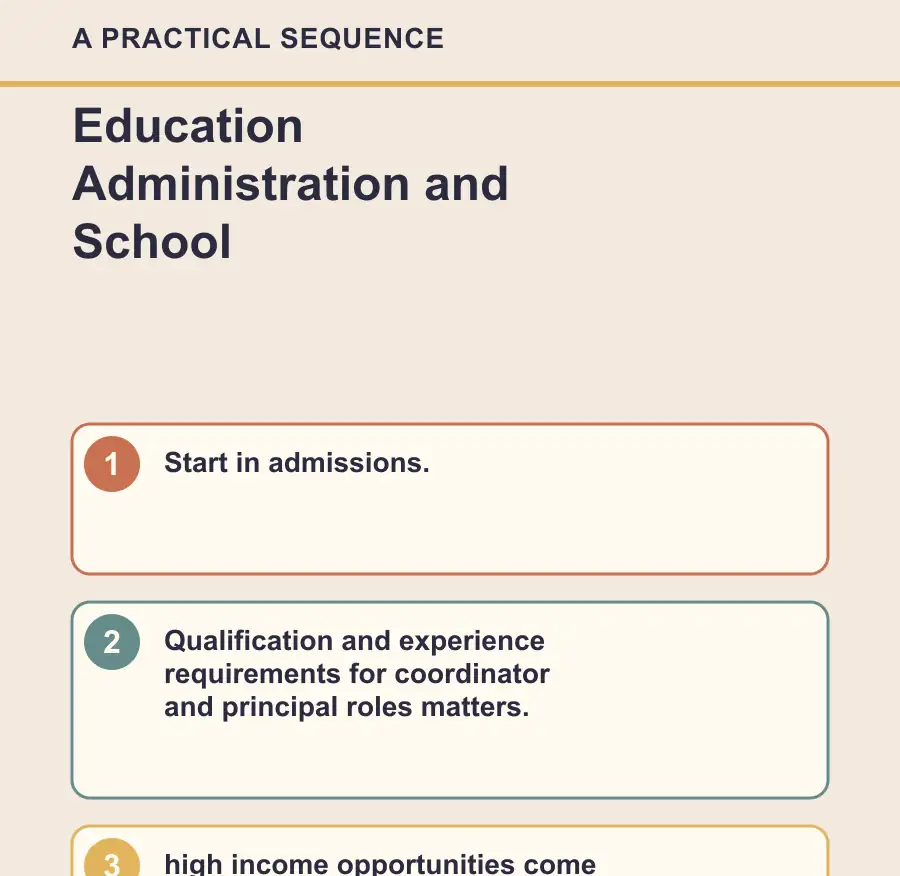 A PRACTICAL SEQUENCE
Education
Administration and
School
1
Start in admissions.
2
Qualification and experience
requirements for coordinator
and principal roles matters.
3
high income opportunities come